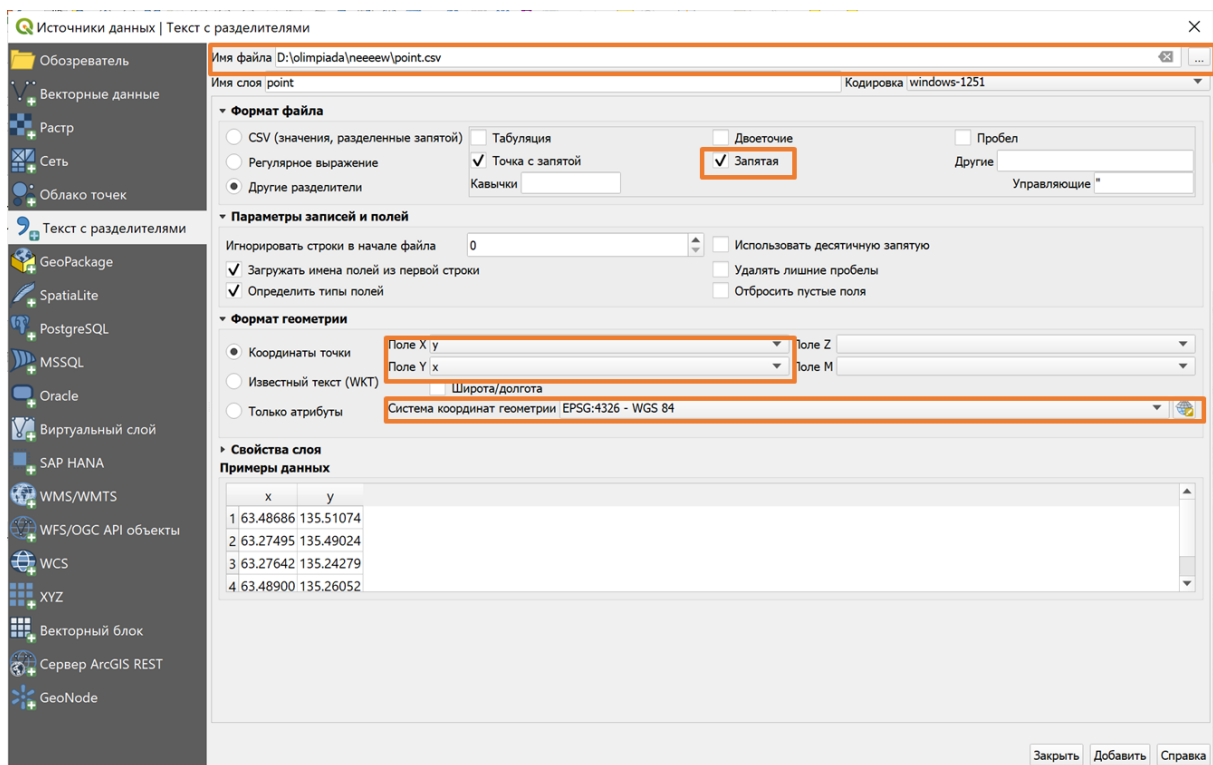 Источники данных | Текст с разделителями
Обозреватель
Векторные данные
Растр
Сеть
Облако точек
Текст с разделителями
GeoPackage
SpatiaLite
PostgreSQL
MSSQL
Oracle
Виртуальный слой
SAP HANA
WMS/WMTS
WFS/OGC API объекты
WCS
XYZ
Векторный блок
Сервер ArcGIS REST
GeoNode
Имя файла D:\olimpiada\neeeew\point.csv ...
Имя слоя point Кодировка windows-1251
Формат файла
CSV (значения, разделенные запятой) Табуляция Двоеточие Пробел
Регулярное выражение Точка с запятой Запятая Другие
Другие разделители Кавычки Управляющие "
Параметры записей и полей
Игнорировать строки в начале файла 0 Использовать десятичную запятую
Загружать имена полей из первой строки Удалять лишние пробелы
Определить типы полей Отбросить пустые поля
Формат геометрии
Поле X y Поле Z
Координаты точки
Поле Y x Поле M
Известный текст (WKT) Широта/долгота
Только атрибуты Система координат геометрии EPSG:4326 - WGS 84
Свойства слоя
Примеры данных
x y
1 63.48686 135.51074
2 63.27495 135.49024
3 63.27642 135.24279
4 63.48900 135.26052
Закрыть Добавить Справка